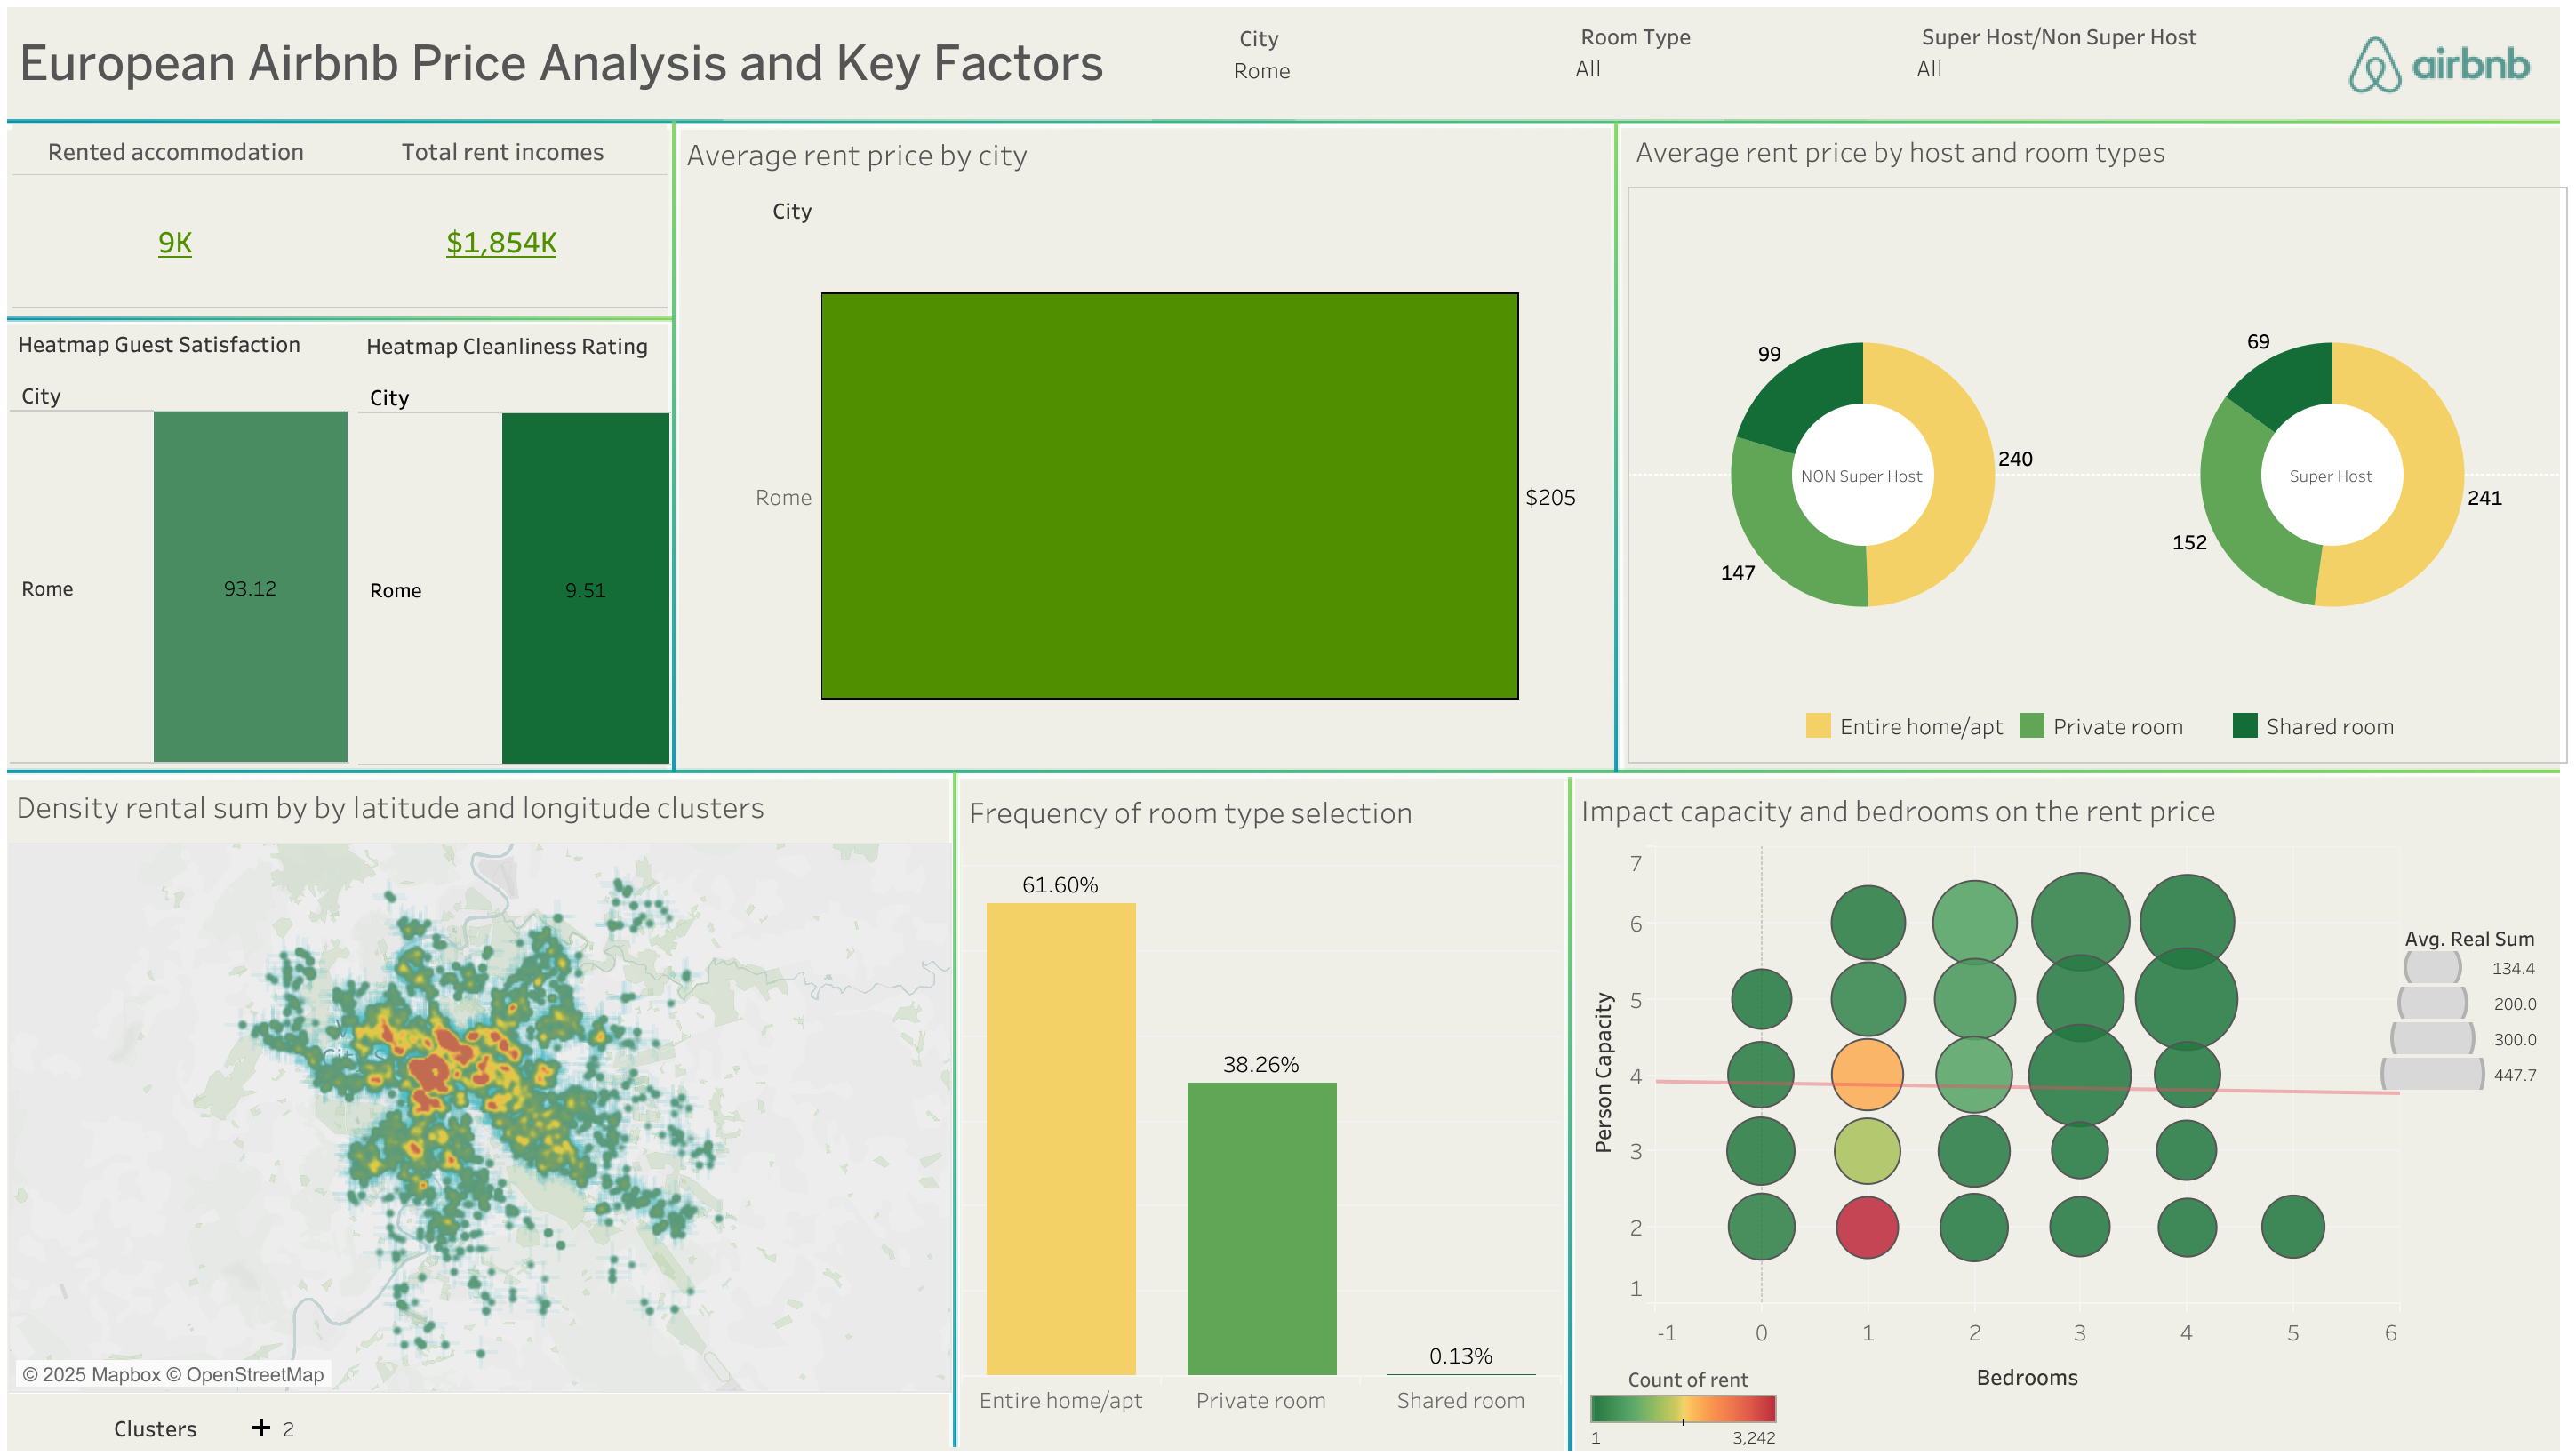 European Airbnb Price Analysis and Key Factors
City
Rome
Room Type
All
Super Host/Non Super Host
All
airbnb
Rented accommodation
Total rent incomes
9K
$1,854K
Heatmap Guest Satisfaction
City
Rome
93.12
Heatmap Cleanliness Rating
City
Rome
9.51
Average rent price by city
City
Rome
$205
Average rent price by host and room types
99
240
147
NON Super Host
69
241
152
Super Host
Entire home/apt
Private room
Shared room
Density rental sum by by latitude and longitude clusters
© 2025 Mapbox © OpenStreetMap
Clusters
2
Frequency of room type selection
61.60%
38.26%
0.13%
Entire home/apt
Private room
Shared room
Impact capacity and bedrooms on the rent price
Person Capacity
7
6
5
4
3
2
1
-1
0
1
2
3
4
5
6
Bedrooms
Avg. Real Sum
134.4
200.0
300.0
447.7
Count of rent
1
3,242